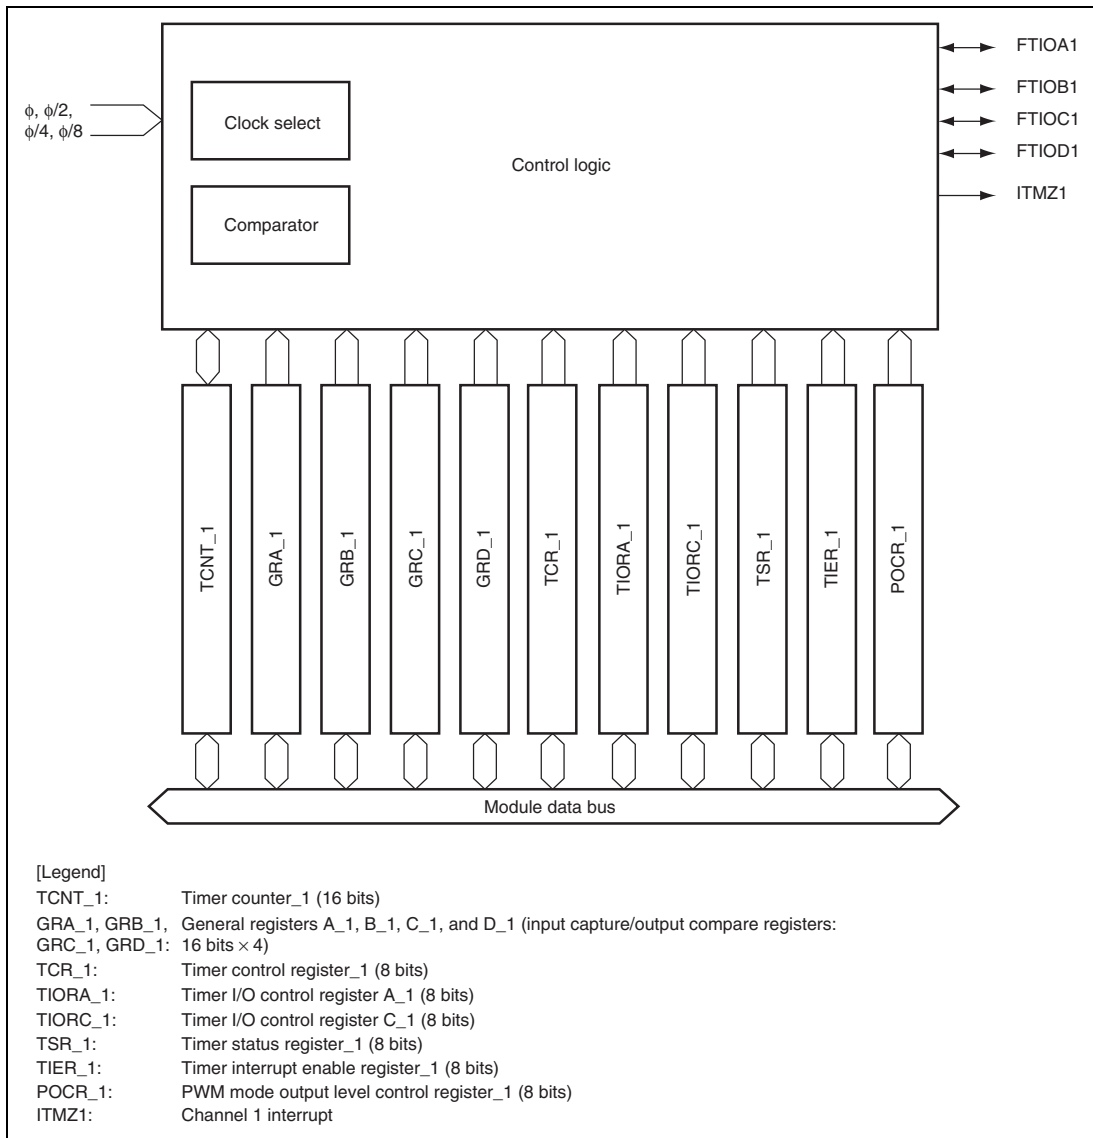 FTIOA1
φ, φ/2,
φ/4, φ/8
Clock select
FTIOB1
FTIOC1
FTIOD1
Control logic
ITMZ1
Comparator
TCNT_1
GRA_1
GRB_1
GRC_1
GRD_1
TCR_1
TIORA_1
TIORC_1
TSR_1
TIER_1
POCR_1
Module data bus
[Legend]
TCNT_1: Timer counter_1 (16 bits)
GRA_1, GRB_1, General registers A_1, B_1, C_1, and D_1 (input capture/output compare registers:
GRC_1, GRD_1: 16 bits × 4)
TCR_1: Timer control register_1 (8 bits)
TIORA_1: Timer I/O control register A_1 (8 bits)
TIORC_1: Timer I/O control register C_1 (8 bits)
TSR_1: Timer status register_1 (8 bits)
TIER_1: Timer interrupt enable register_1 (8 bits)
POCR_1: PWM mode output level control register_1 (8 bits)
ITMZ1: Channel 1 interrupt